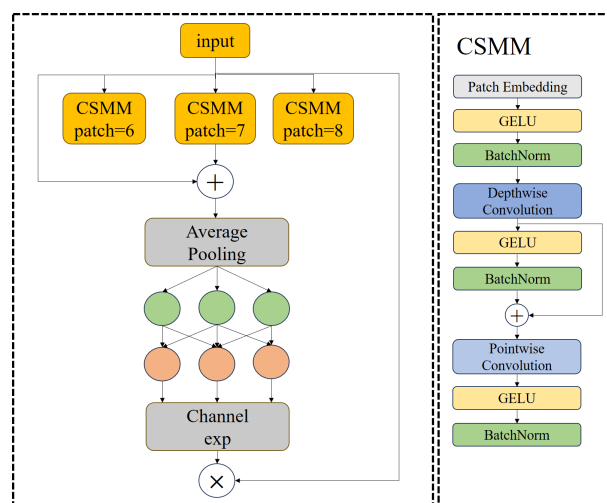 input
CSMM
patch=6
CSMM
patch=7
CSMM
patch=8
+
Average
Pooling
Channel
exp
×
CSMM
Patch Embedding
GELU
BatchNorm
Depthwise
Convolution
GELU
BatchNorm
+
Pointwise
Convolution
GELU
BatchNorm